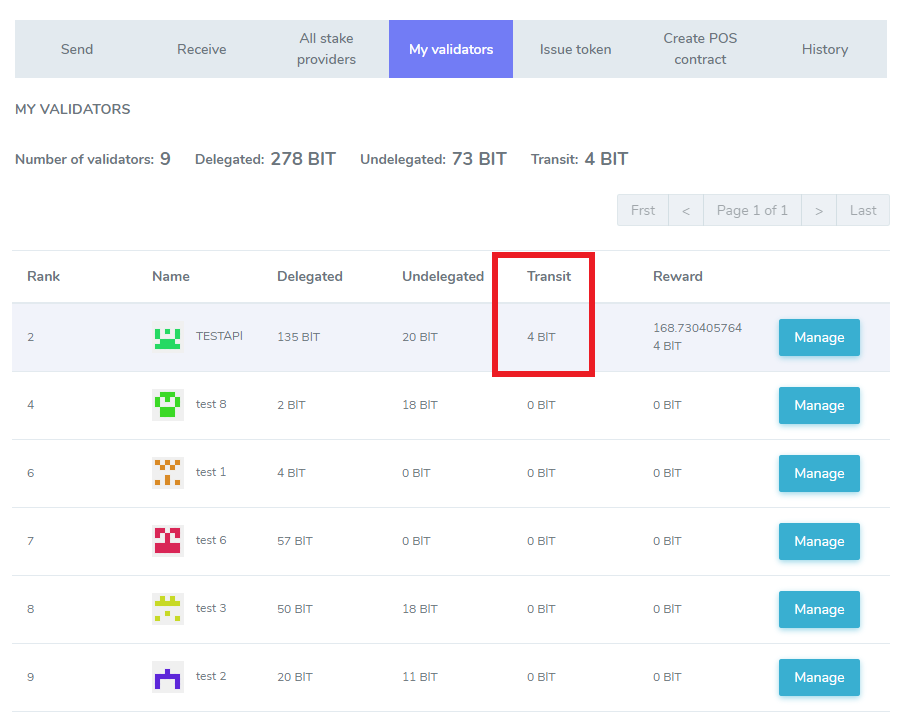 Send
Receive
All stake
providers
My validators
Issue token
Create POS
contract
History
MY VALIDATORS
Number of validators: 9 Delegated: 278 BIT Undelegated: 73 BIT Transit: 4 BIT
Frst < Page 1 of 1 > Last
Rank Name Delegated Undelegated Transit Reward
2 TESTAPI 135 BIT 20 BIT 4 BIT 168.730405764
4 BIT Manage
4 test 8 2 BIT 18 BIT 0 BIT 0 BIT Manage
6 test 1 4 BIT 0 BIT 0 BIT 0 BIT Manage
7 test 6 57 BIT 0 BIT 0 BIT 0 BIT Manage
8 test 3 50 BIT 18 BIT 0 BIT 0 BIT Manage
9 test 2 20 BIT 11 BIT 0 BIT 0 BIT Manage